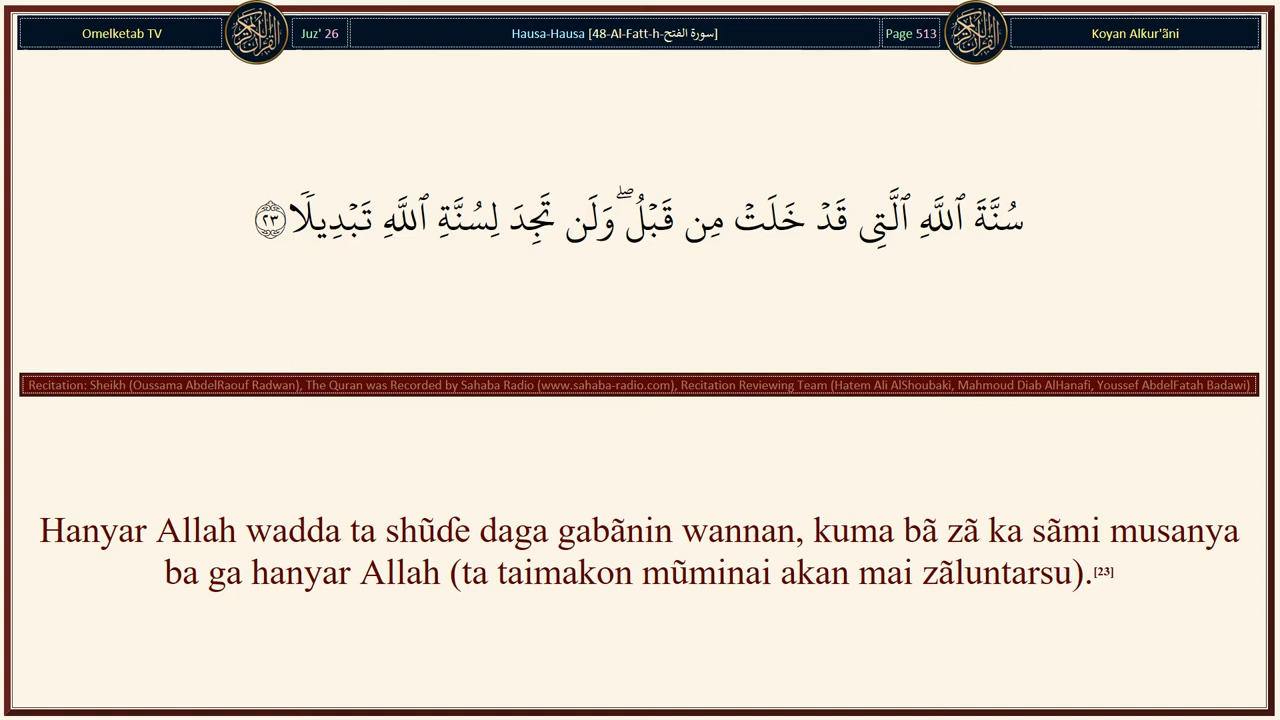 Omelketab TV
Juz' 26
Hausa-Hausa [48-Al-Fatt-h-سورة الفتح]
Page 513
Koyan Alƙur'ãni
سُنَّةَ ٱللَّهِ ٱلَّتِى قَدۡ خَلَتۡ مِن قَبۡلُۖ وَلَن تَجِدَ لِسُنَّةِ ٱللَّهِ تَبۡدِيلٗا ٢٣
Recitation: Sheikh (Oussama AbdelRaouf Radwan), The Quran was Recorded by Sahaba Radio (www.sahaba-radio.com), Recitation Reviewing Team (Hatem Ali AlShoubaki, Mahmoud Diab AlHanafi, Youssef AbdelFatah Badawi)
Hanyar Allah wadda ta shũɗe daga gabãnin wannan, kuma bã zã ka sãmi musanya
ba ga hanyar Allah (ta taimakon mũminai akan mai zãluntarsu).[23]